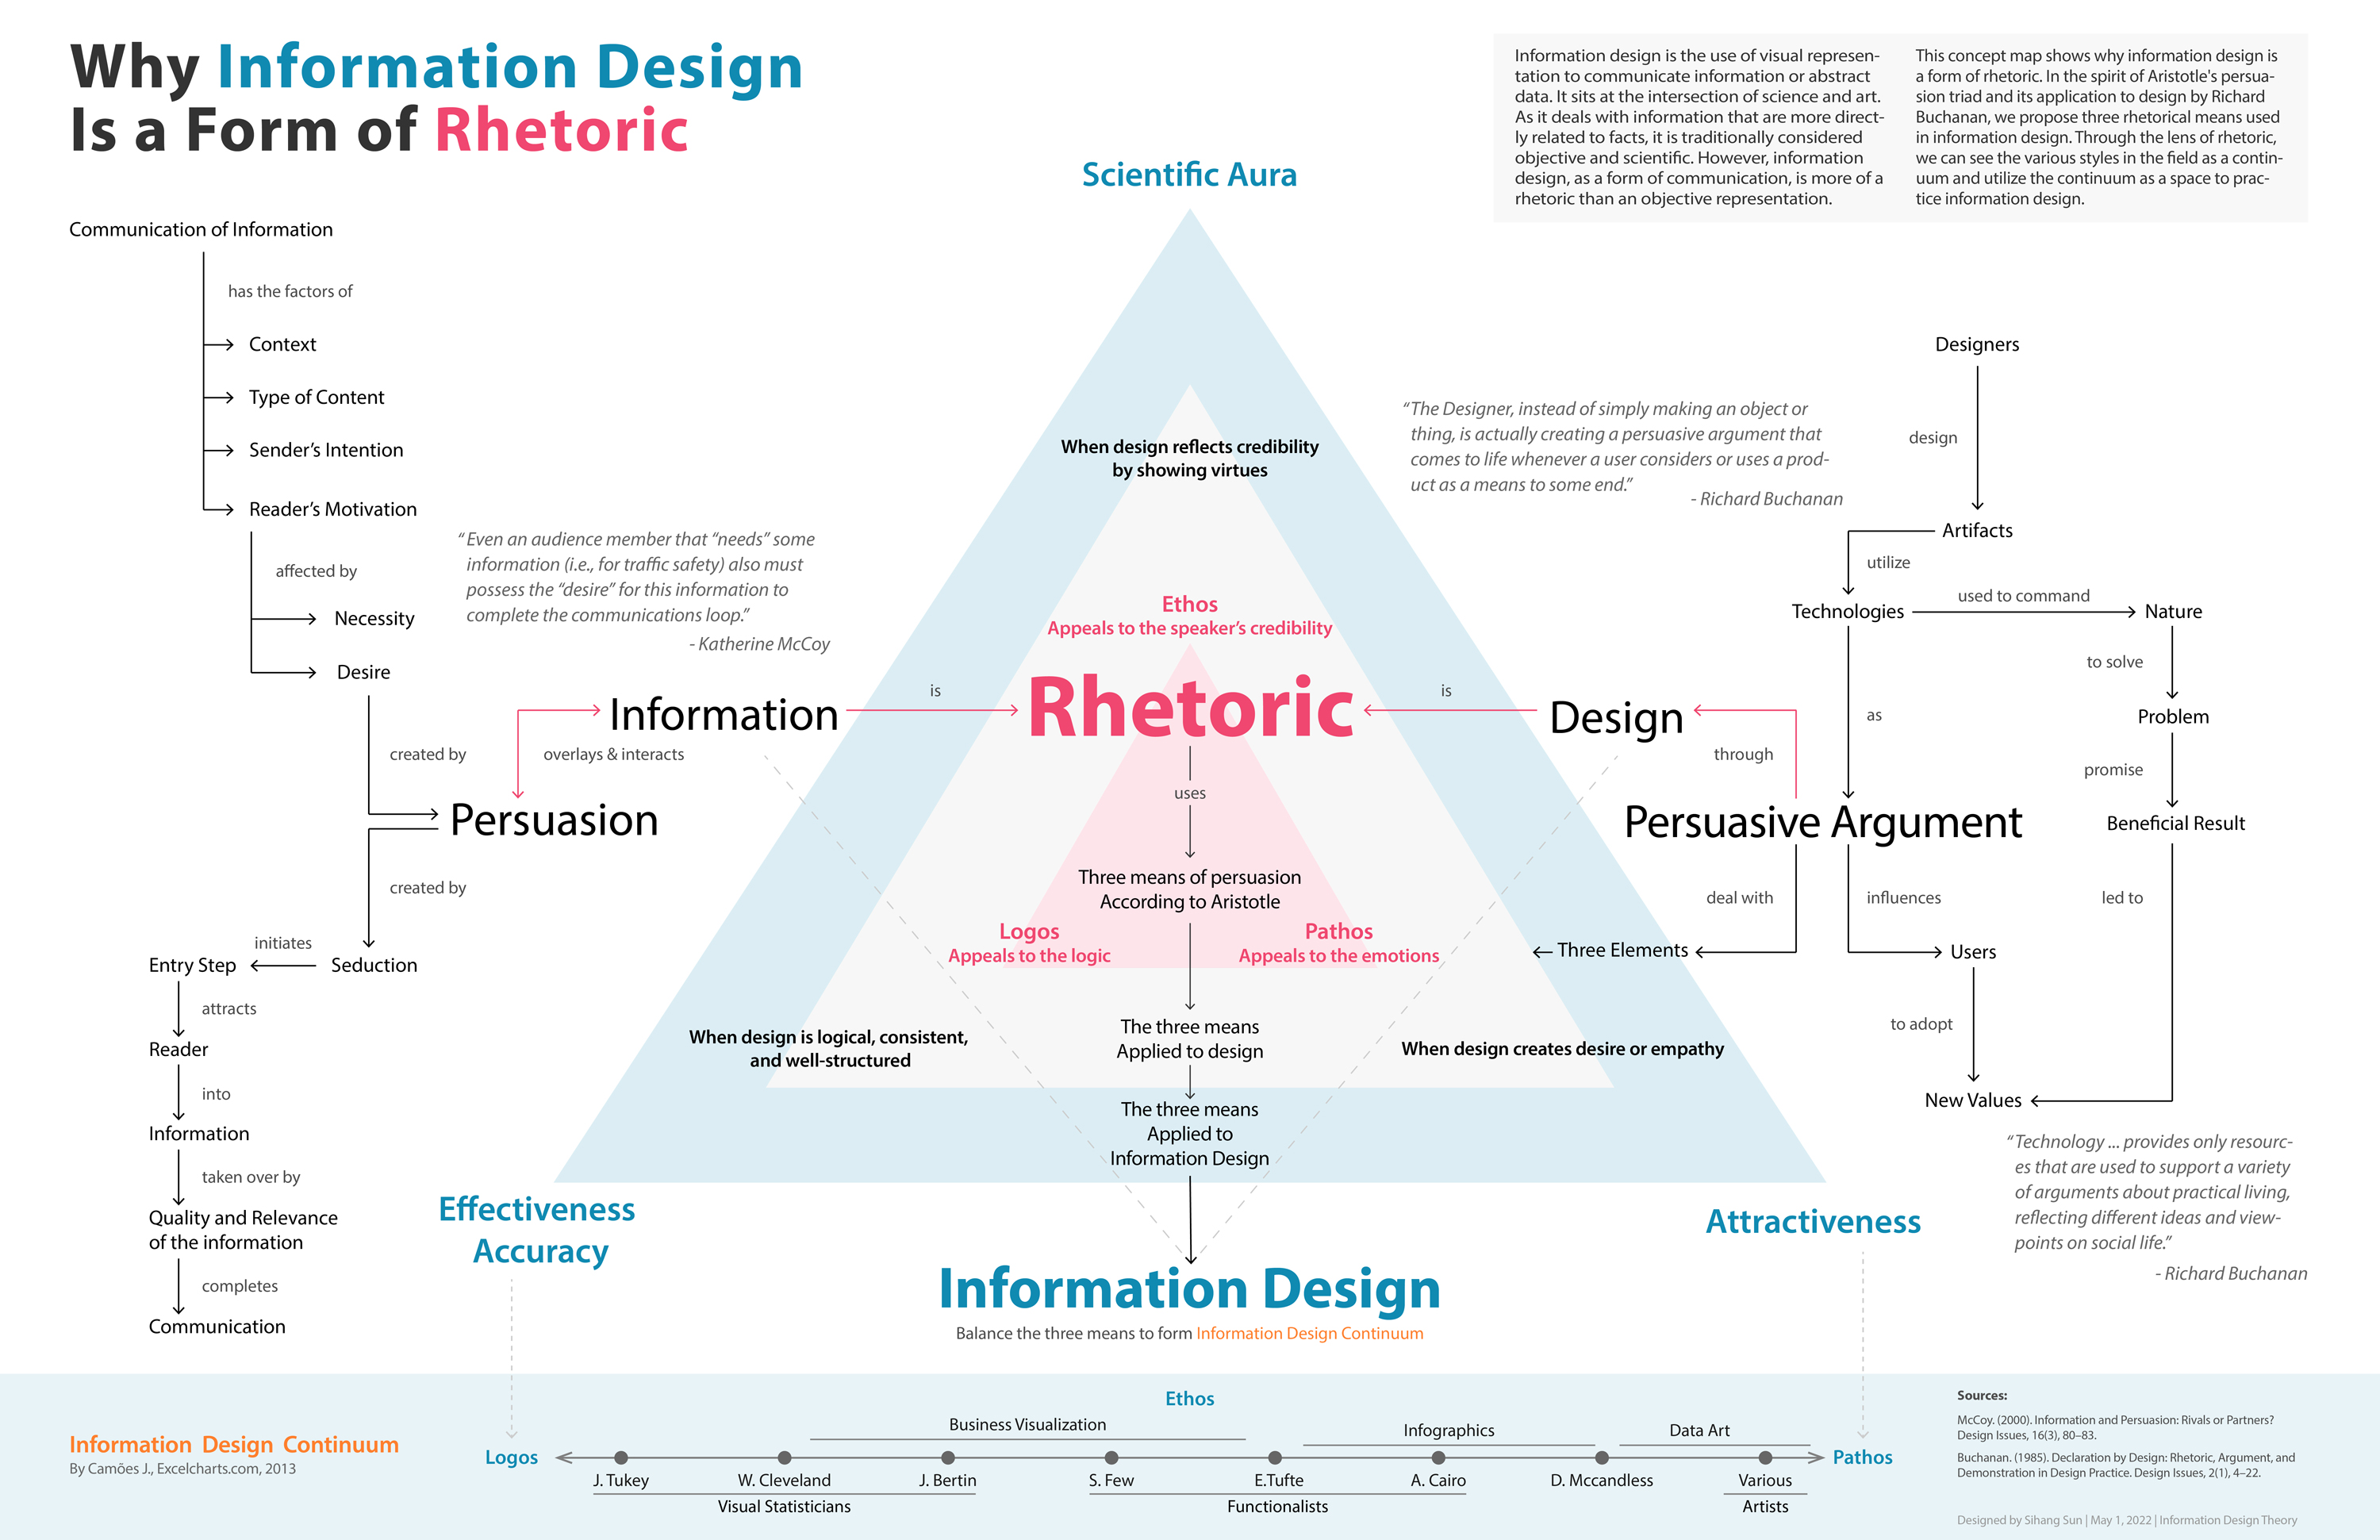 Why Information Design
Is a Form of Rhetoric
Information design is the use of visual represen-
tation to communicate information or abstract
data. It sits at the intersection of science and art.
As it deals with information that are more direct-
ly related to facts, it is traditionally considered
objective and scientific. However, information
design, as a form of communication, is more of a
rhetoric than an objective representation.
This concept map shows why information design is
a form of rhetoric. In the spirit of Aristotle's persua-
sion triad and its application to design by Richard
Buchanan, we propose three rhetorical means used
in information design. Through the lens of rhetoric,
we can see the various styles in the field as a contin-
uum and utilize the continuum as a space to prac-
tice information design.
Communication of Information
has the factors of
Context
Type of Content
Sender’s Intention
Reader’s Motivation
affected by
Necessity
Desire
created by
“Even an audience member that “needs” some
information (i.e., for traffic safety) also must
possess the “desire” for this information to
complete the communications loop.”
- Katherine McCoy
Information
overlays & interacts
Persuasion
created by
Seduction
initiates
Entry Step
attracts
Reader
into
Information
taken over by
Quality and Relevance
of the information
completes
Communication
Scientific Aura
When design reflects credibility
by showing virtues
Ethos
Appeals to the speaker’s credibility
is
Rhetoric
is
uses
Three means of persuasion
According to Aristotle
Logos
Appeals to the logic
Pathos
Appeals to the emotions
The three means
Applied to design
When design is logical, consistent,
and well-structured
When design creates desire or empathy
The three means
Applied to
Information Design
Effectiveness
Accuracy
Attractiveness
Information Design
Balance the three means to form Information Design Continuum
“The Designer, instead of simply making an object or
thing, is actually creating a persuasive argument that
comes to life whenever a user considers or uses a prod-
uct as a means to some end.”
- Richard Buchanan
Designers
design
Artifacts
utilize
Technologies
used to command
Nature
to solve
Problem
promise
Beneficial Result
led to
as
Design
through
Persuasive Argument
deal with
Three Elements
influences
Users
to adopt
New Values
“Technology ... provides only resourc-
es that are used to support a variety
of arguments about practical living,
reflecting different ideas and view-
points on social life.”
- Richard Buchanan
Information Design Continuum
By Camões J., Excelcharts.com, 2013
Ethos
Business Visualization
Infographics
Data Art
Logos
Pathos
J. Tukey
W. Cleveland
J. Bertin
S. Few
E.Tufte
A. Cairo
D. Mccandless
Various
Visual Statisticians
Functionalists
Artists
Sources:
McCoy. (2000). Information and Persuasion: Rivals or Partners?
Design Issues, 16(3), 80–83.
Buchanan. (1985). Declaration by Design: Rhetoric, Argument, and
Demonstration in Design Practice. Design Issues, 2(1), 4–22.
Designed by Sihang Sun | May 1, 2022 | Information Design Theory